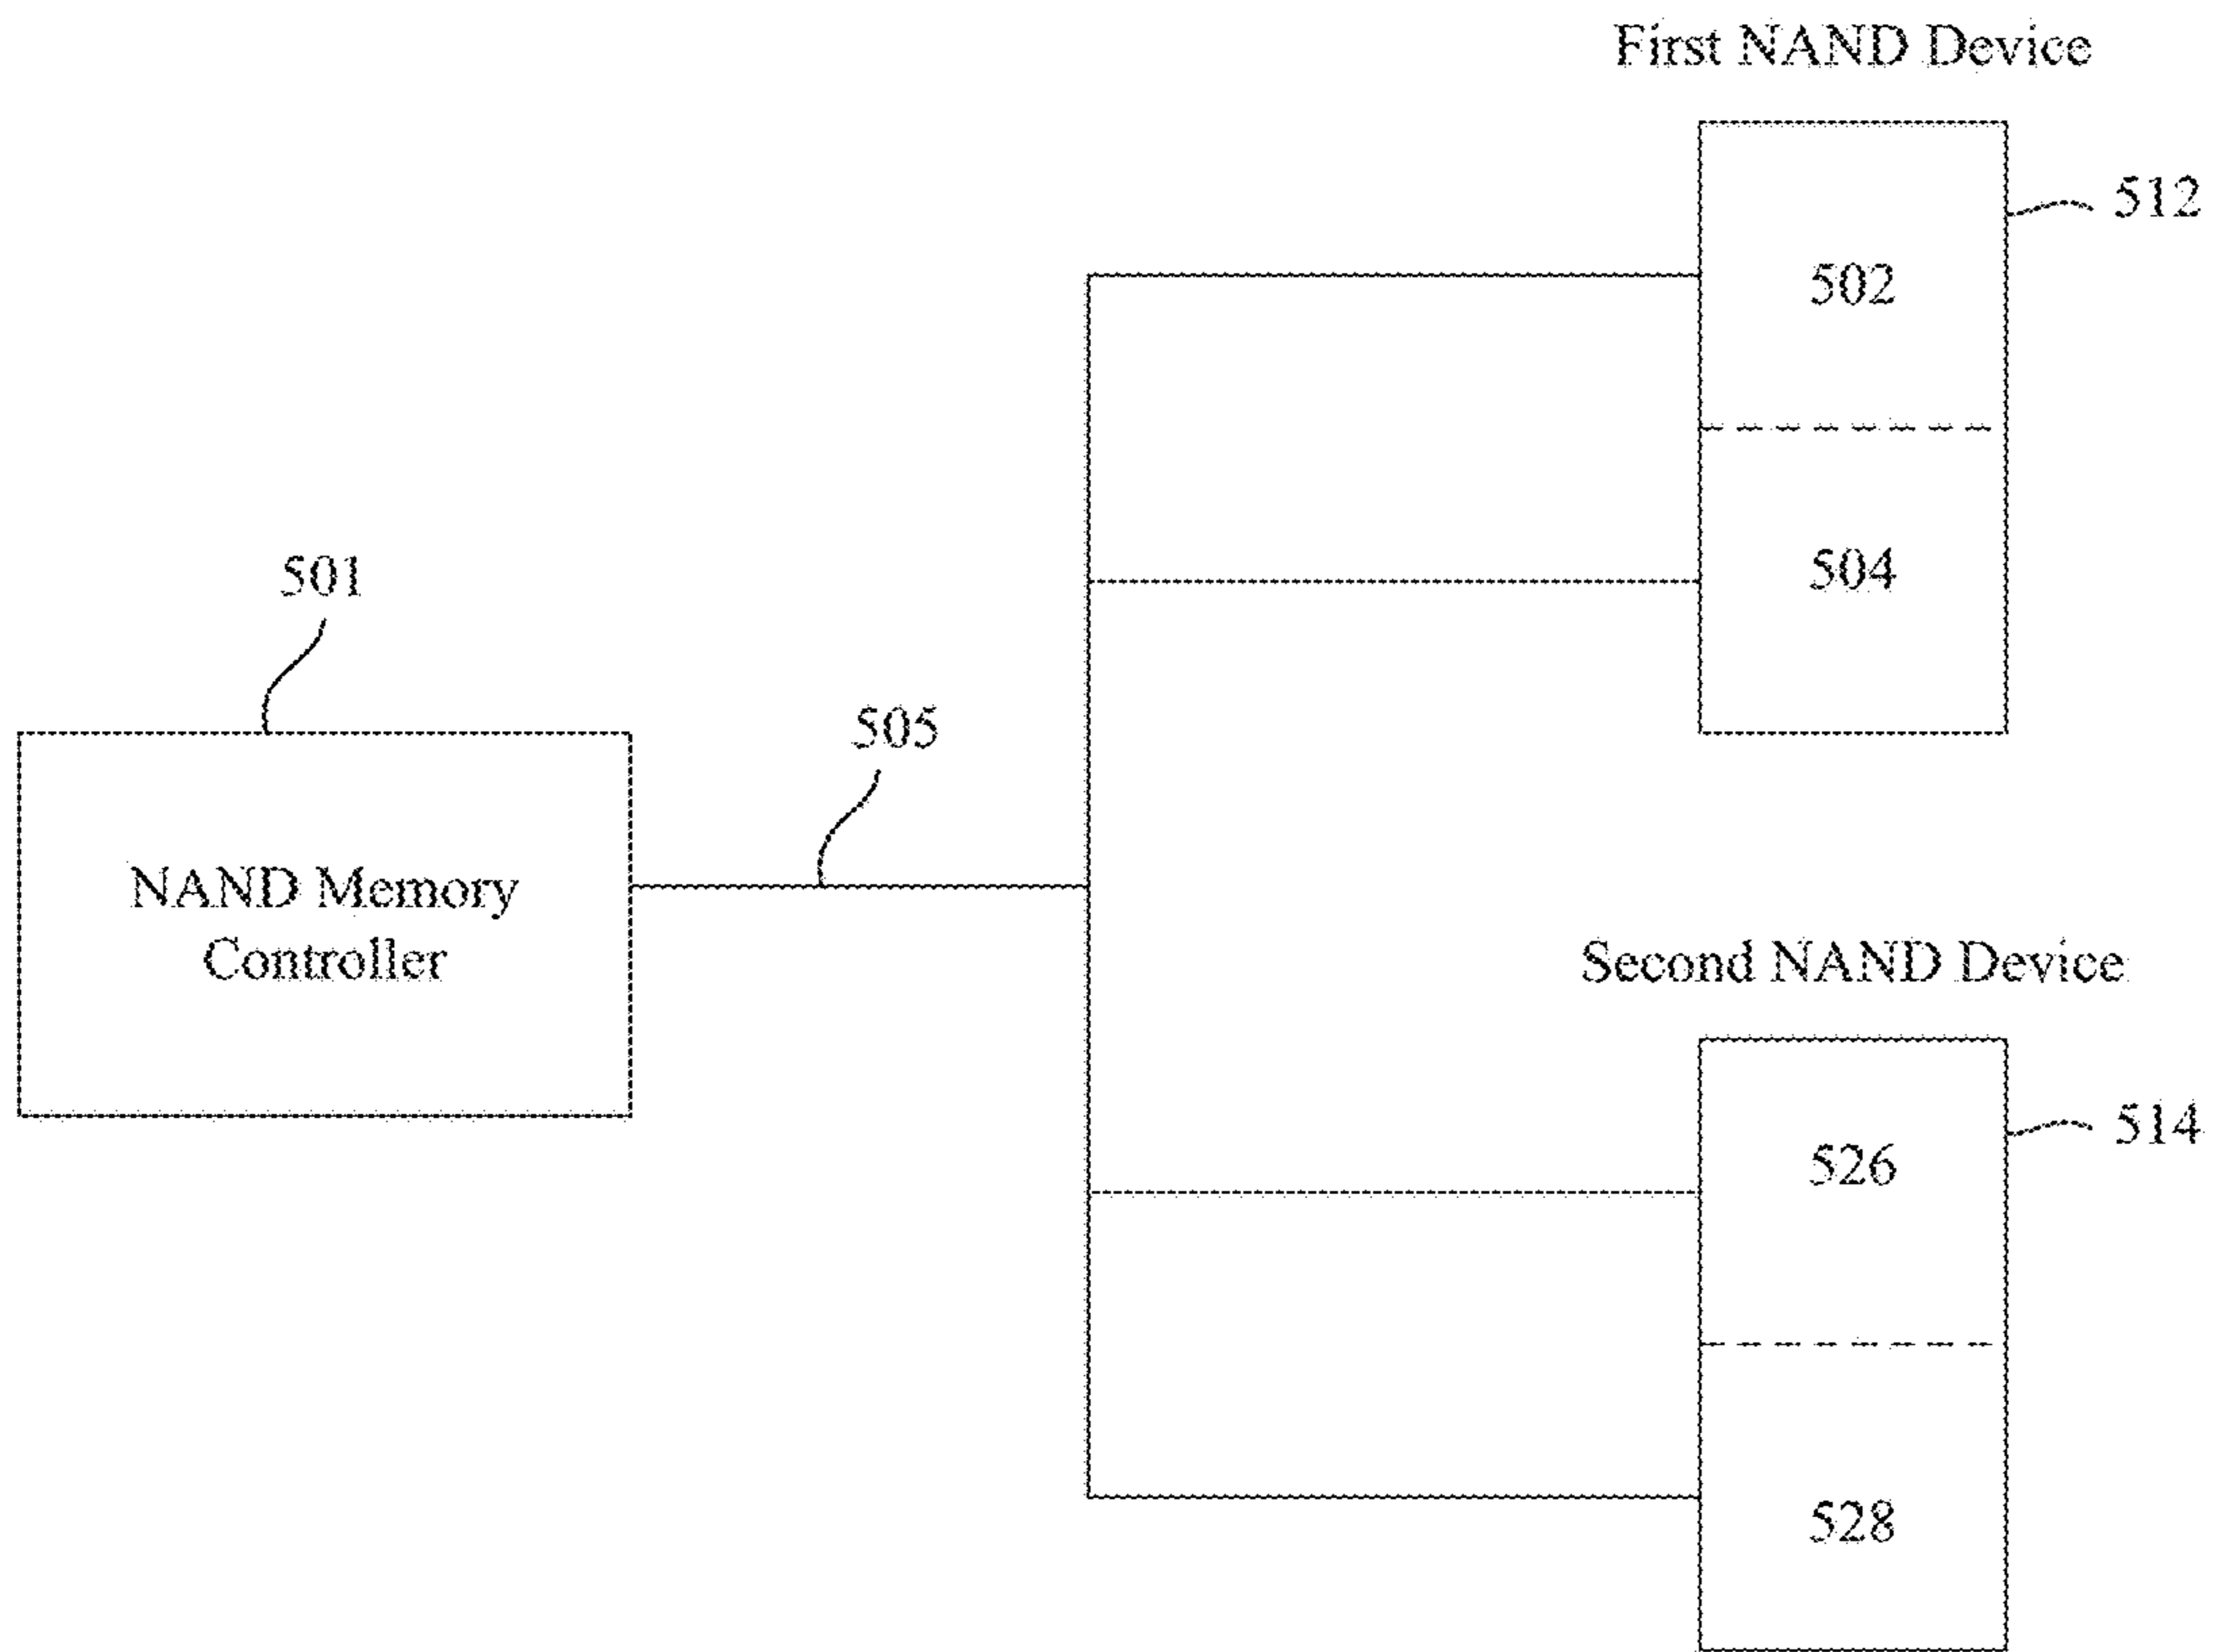 First NAND Device
512
502
504
501
505
NAND Memory
Controller
Second NAND Device
514
526
528